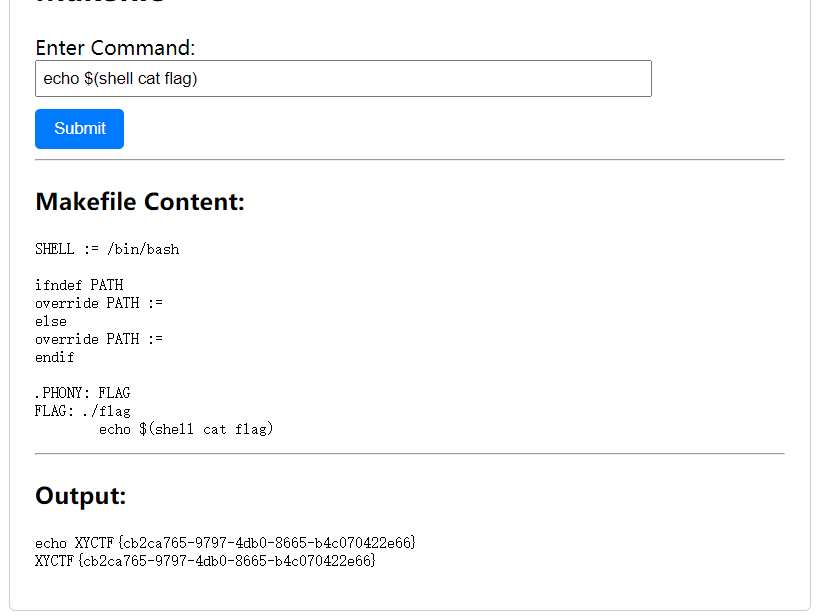 Enter Command:
echo $(shell cat flag)
Submit
Makefile Content:
SHELL := /bin/bash
ifndef PATH
override PATH :=
else
override PATH :=
endif
.PHONY: FLAG
FLAG: ./flag
echo $(shell cat flag)
Output:
echo XYCTF{cb2ca765-9797-4db0-8665-b4c070422e66}
XYCTF{cb2ca765-9797-4db0-8665-b4c070422e66}